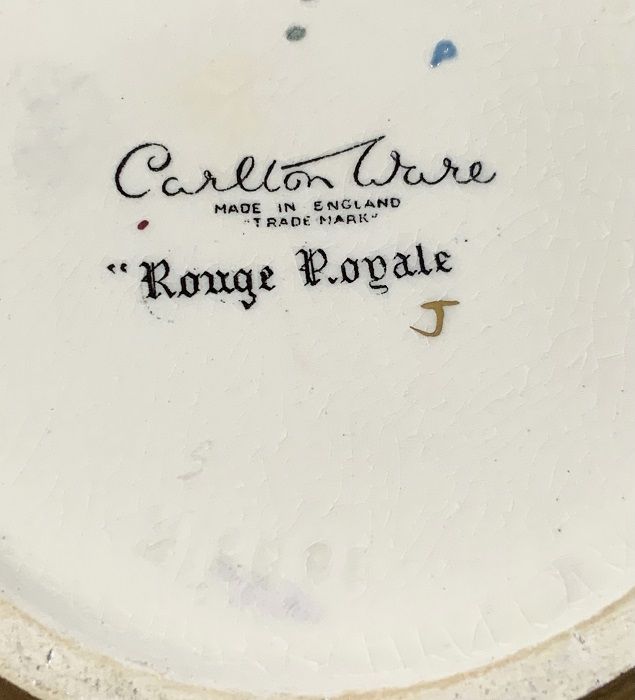 Carlton Ware
MADE IN ENGLAND
"TRADE MARK"
"Rouge Royale
J
S